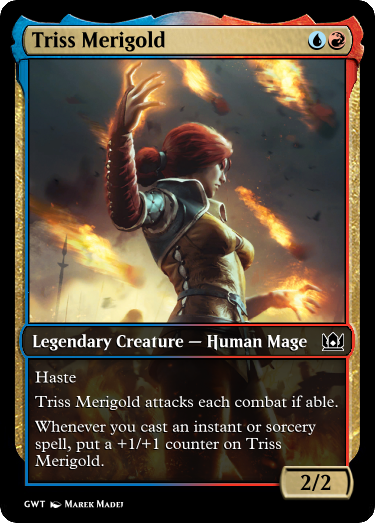 Triss Merigold
Legendary Creature — Human Mage
Haste
Triss Merigold attacks each combat if able.
Whenever you cast an instant or sorcery
spell, put a +1/+1 counter on Triss
Merigold.
2/2
GWT Marek Madej